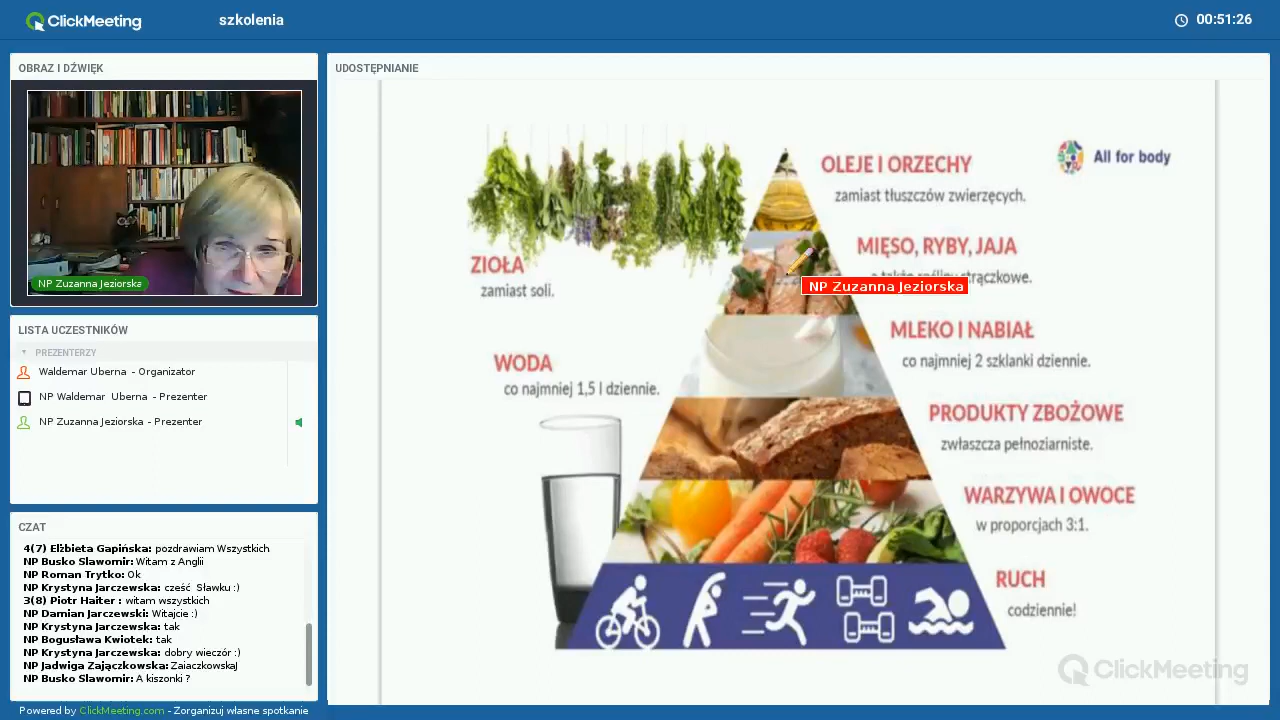 ClickMeeting
szkolenia
00:51:26
OBRAZ I DŹWIĘK
NP Zuzanna Jeziorska
LISTA UCZESTNIKÓW
PREZENTERZY
Waldemar Uberna - Organizator
NP Waldemar Uberna - Prezenter
NP Zuzanna Jeziorska - Prezenter
CZAT
4(7) Elżbieta Gapińska: pozdrawiam Wszystkich
NP Busko Slawomir: Witam z Anglii
NP Roman Trytko: Ok
NP Krystyna Jarczewska: cześć Sławku :)
3(8) Piotr Haiter : witam wszystkich
NP Damian Jarczewski: Witajcie :)
NP Krystyna Jarczewska: tak
NP Bogusława Kwiotek: tak
NP Krystyna Jarczewska: dobry wieczór :)
NP Jadwiga Zajączkowska: ZaiaczkowskaJ
NP Busko Slawomir: A kiszonki ?
Powered by ClickMeeting.com - Zorganizuj własne spotkanie
UDOSTĘPNIANIE
All for body
OLEJE I ORZECHY
zamiast tłuszczów zwierzęcych.
MIĘSO, RYBY, JAJA
a także rośliny strączkowe.
NP Zuzanna Jeziorska
ZIOŁA
zamiast soli.
MLEKO I NABIAŁ
co najmniej 2 szklanki dziennie.
WODA
co najmniej 1,5 l dziennie.
PRODUKTY ZBOŻOWE
zwłaszcza pełnoziarniste.
WARZYWA I OWOCE
w proporcjach 3:1.
RUCH
codziennie!
ClickMeeting